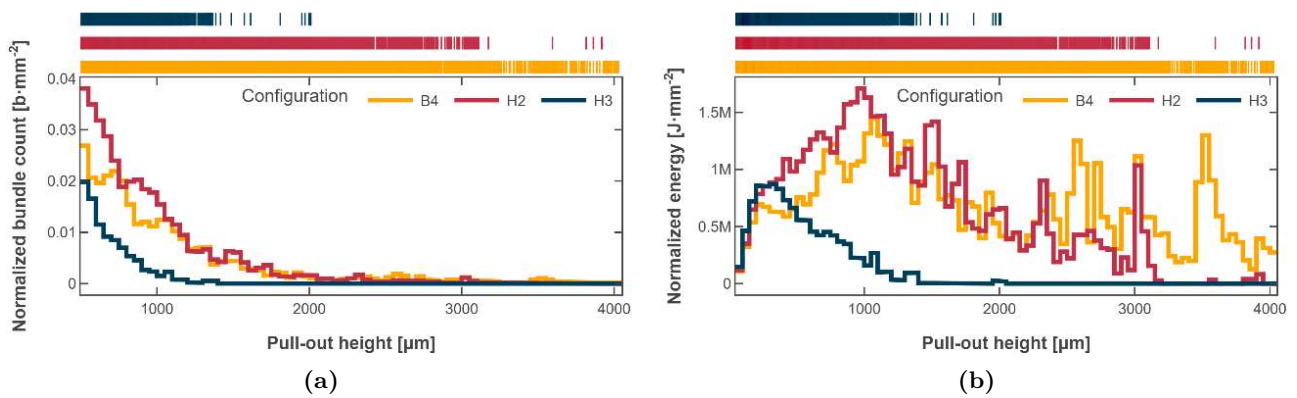 Normalized bundle count [b·mm⁻²]
0.04
0.03
0.02
0.01
0
Configuration B4 H2 H3
1000 2000 3000 4000
Pull-out height [µm]
(a)
Normalized energy [J·mm⁻²]
1.5M
1M
0.5M
0
Configuration B4 H2 H3
1000 2000 3000 4000
Pull-out height [µm]
(b)